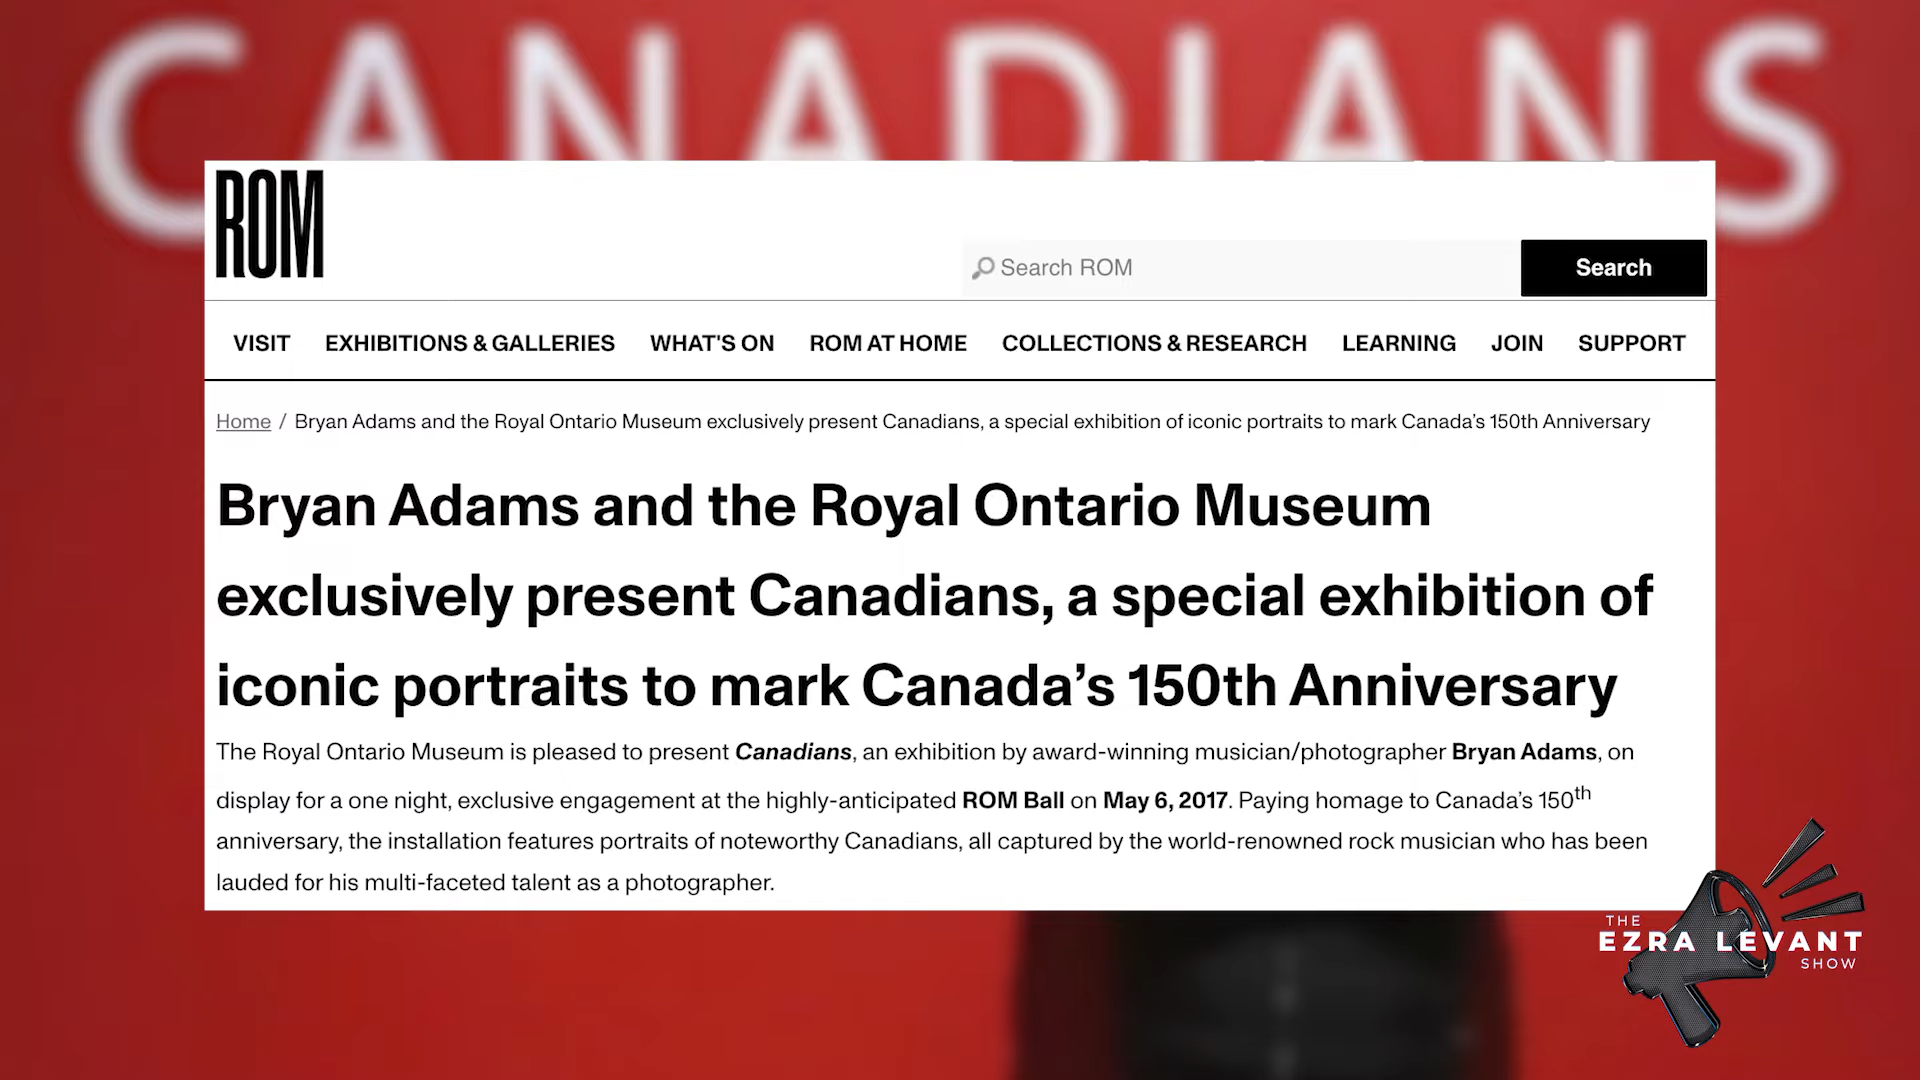 CANADIANS
ROM
Search ROM
Search
VISIT EXHIBITIONS & GALLERIES WHAT'S ON ROM AT HOME COLLECTIONS & RESEARCH LEARNING JOIN SUPPORT
Home / Bryan Adams and the Royal Ontario Museum exclusively present Canadians, a special exhibition of iconic portraits to mark Canada’s 150th Anniversary
Bryan Adams and the Royal Ontario Museum
exclusively present Canadians, a special exhibition of
iconic portraits to mark Canada’s 150th Anniversary
The Royal Ontario Museum is pleased to present Canadians, an exhibition by award-winning musician/photographer Bryan Adams, on
display for a one night, exclusive engagement at the highly-anticipated ROM Ball on May 6, 2017. Paying homage to Canada’s 150th
anniversary, the installation features portraits of noteworthy Canadians, all captured by the world-renowned rock musician who has been
lauded for his multi-faceted talent as a photographer.
THE
EZRA LEVANT
SHOW